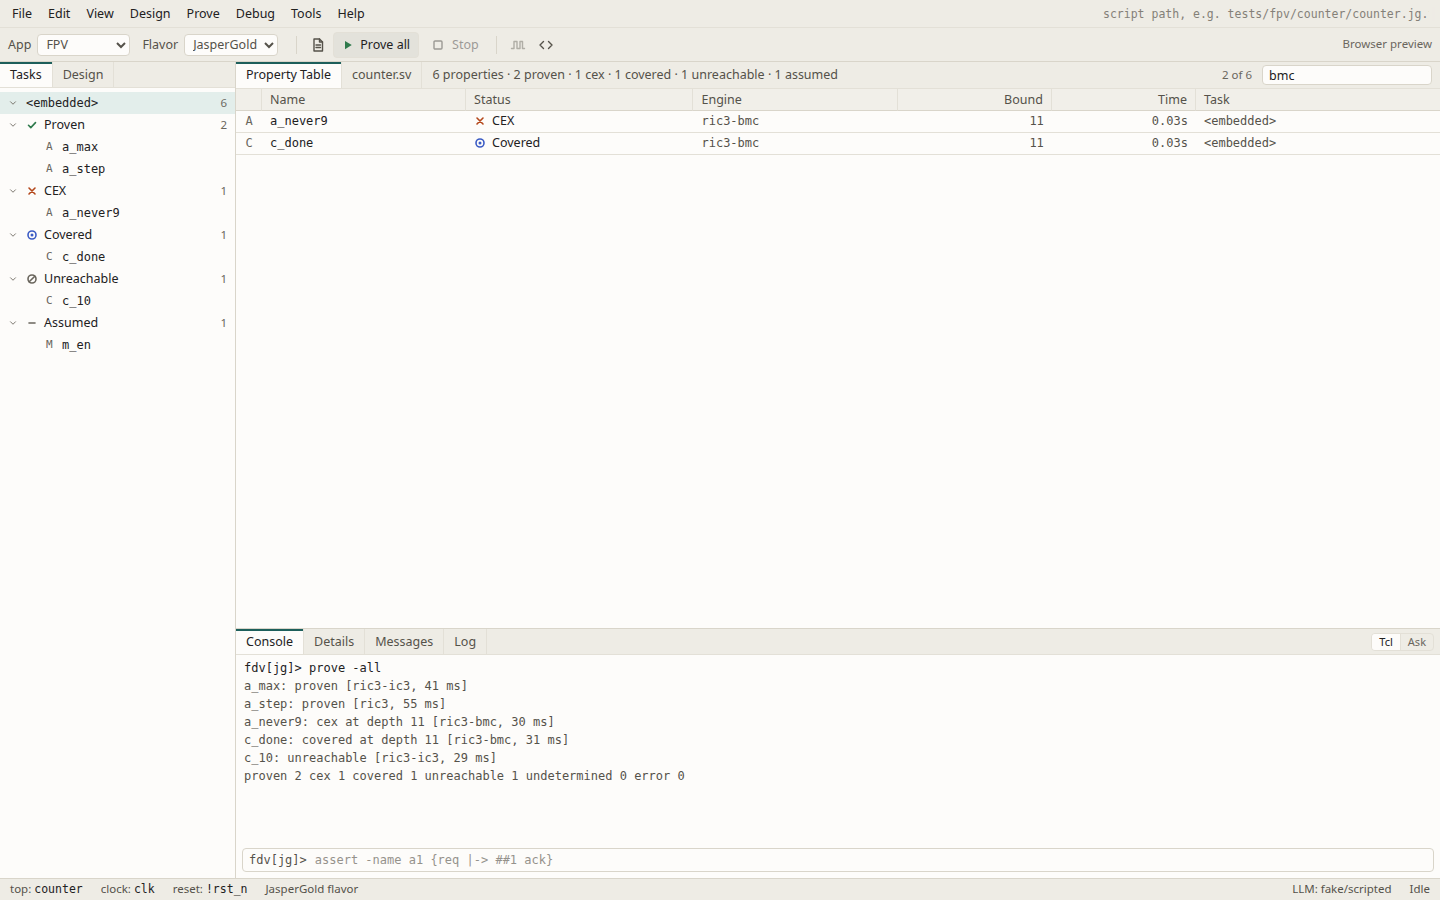 File Edit View Design Prove Debug Tools Help script path, e.g. tests/fpv/counter/counter.jg.
App FPV Flavor JasperGold Prove all Stop Browser preview
Tasks Design
<embedded> 6
Proven 2
A a_max
A a_step
CEX 1
A a_never9
Covered 1
C c_done
Unreachable 1
C c_10
Assumed 1
M m_en
Property Table counter.sv 6 properties · 2 proven · 1 cex · 1 covered · 1 unreachable · 1 assumed 2 of 6 bmc
Name Status Engine Bound Time Task
A a_never9 CEX ric3-bmc 11 0.03s <embedded>
C c_done Covered ric3-bmc 11 0.03s <embedded>
Console Details Messages Log Tcl Ask
fdv[jg]> prove -all
a_max: proven [ric3-ic3, 41 ms]
a_step: proven [ric3, 55 ms]
a_never9: cex at depth 11 [ric3-bmc, 30 ms]
c_done: covered at depth 11 [ric3-bmc, 31 ms]
c_10: unreachable [ric3-ic3, 29 ms]
proven 2 cex 1 covered 1 unreachable 1 undetermined 0 error 0
fdv[jg]> assert -name a1 {req |-> ##1 ack}
top: counter clock: clk reset: !rst_n JasperGold flavor LLM: fake/scripted Idle